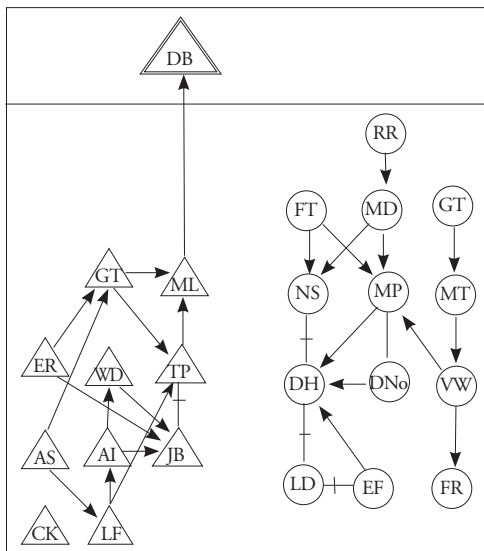 DB
RR
FT MD GT
GT ML NS MP MT
ER WD TP DH DNo VW
AS AI JB LD EF FR
CK LF